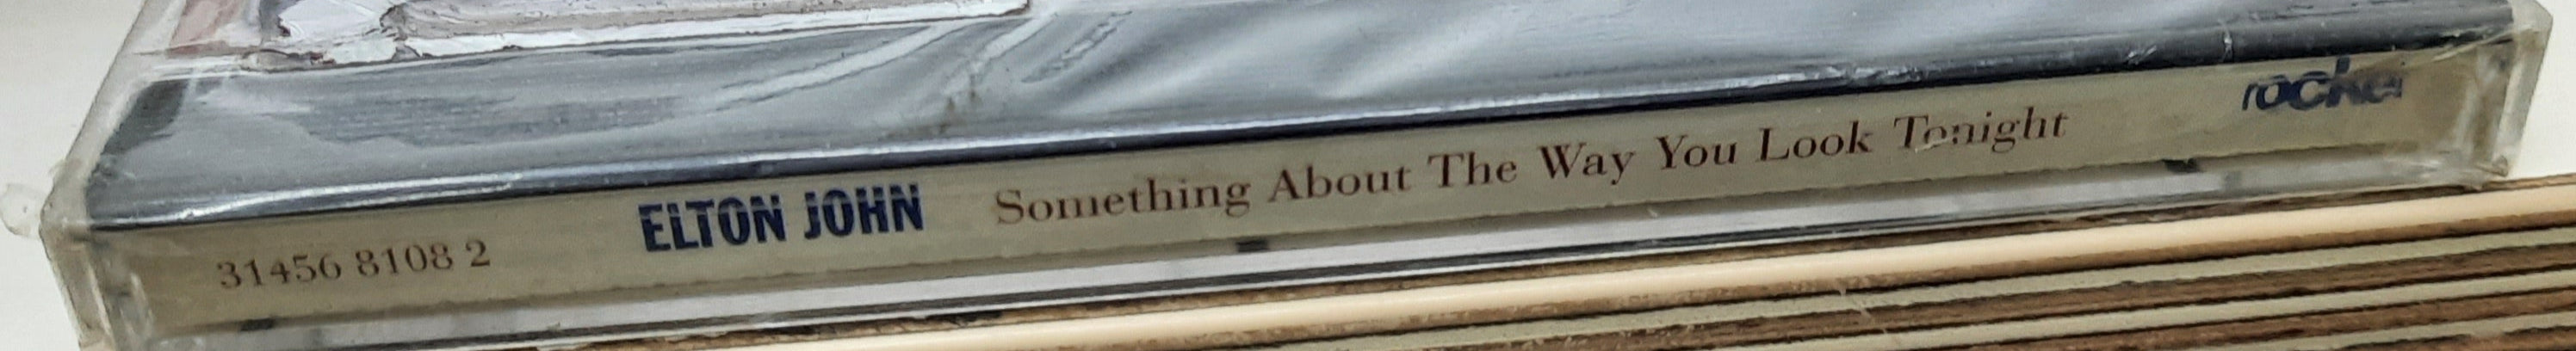 31456 8108 2 ELTON JOHN Something About The Way You Look Tonight rocket